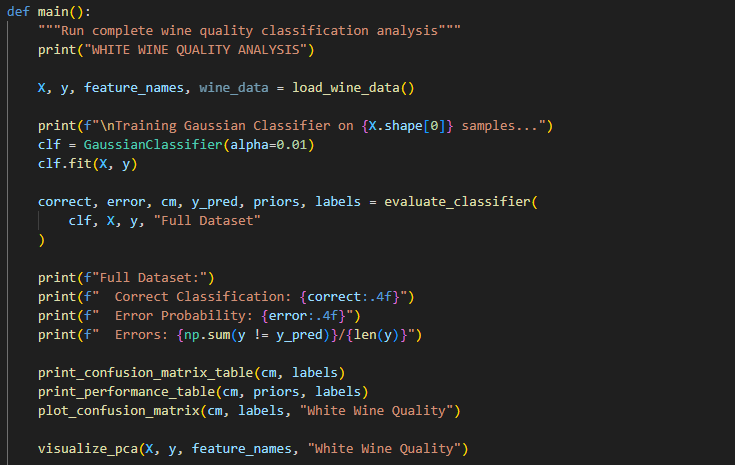 def main():
    """Run complete wine quality classification analysis"""
    print("WHITE WINE QUALITY ANALYSIS")
    X, y, feature_names, wine_data = load_wine_data()
    print(f"\nTraining Gaussian Classifier on {X.shape[0]} samples...")
    clf = GaussianClassifier(alpha=0.01)
    clf.fit(X, y)
    correct, error, cm, y_pred, priors, labels = evaluate_classifier(
        clf, X, y, "Full Dataset"
    )
    print(f"Full Dataset:")
    print(f"  Correct Classification: {correct:.4f}")
    print(f"  Error Probability: {error:.4f}")
    print(f"  Errors: {np.sum(y != y_pred)}/{len(y)}")
    print_confusion_matrix_table(cm, labels)
    print_performance_table(cm, priors, labels)
    plot_confusion_matrix(cm, labels, "White Wine Quality")
    visualize_pca(X, y, feature_names, "White Wine Quality")